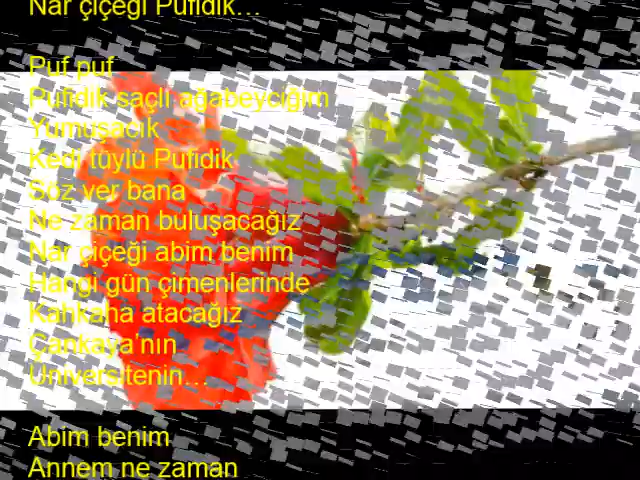 Nar çiçeği Pufidik...
Puf puf
Pufidik saçlı ağabeyciğim
Yumuşacık
Kedi tüylü Pufidik
Söz ver bana
Ne zaman buluşacağız
Nar çiçeği abim benim
Hangi gün çimenlerinde
Kahkaha atacağız
Çankaya'nın
Üniversitenin...
Abim benim
Annem ne zaman